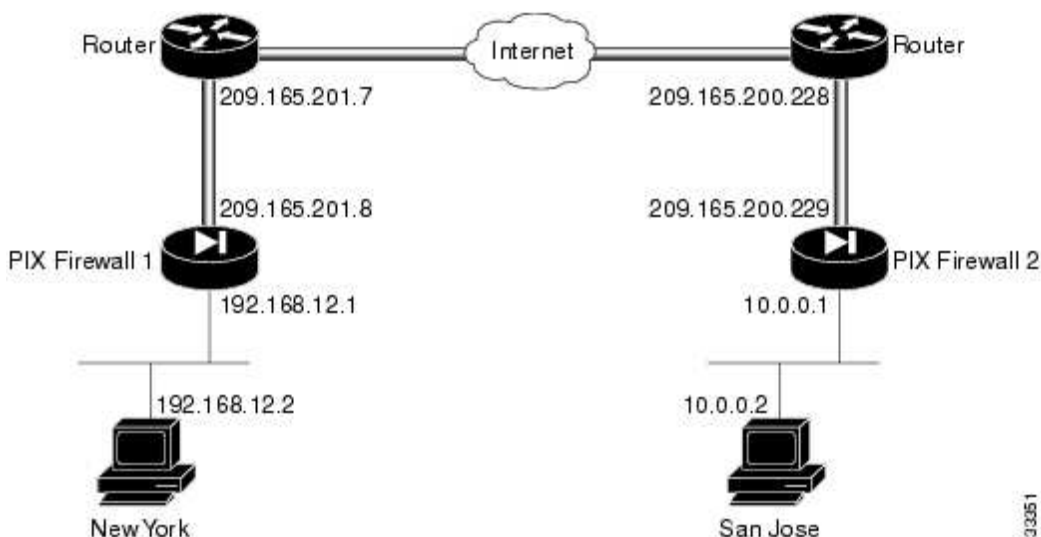 Router
Internet
Router
209.165.201.7
209.165.200.228
209.165.201.8
209.165.200.229
PIX Firewall 1
PIX Firewall 2
192.168.12.1
10.0.0.1
192.168.12.2
10.0.0.2
New York
San Jose
33351